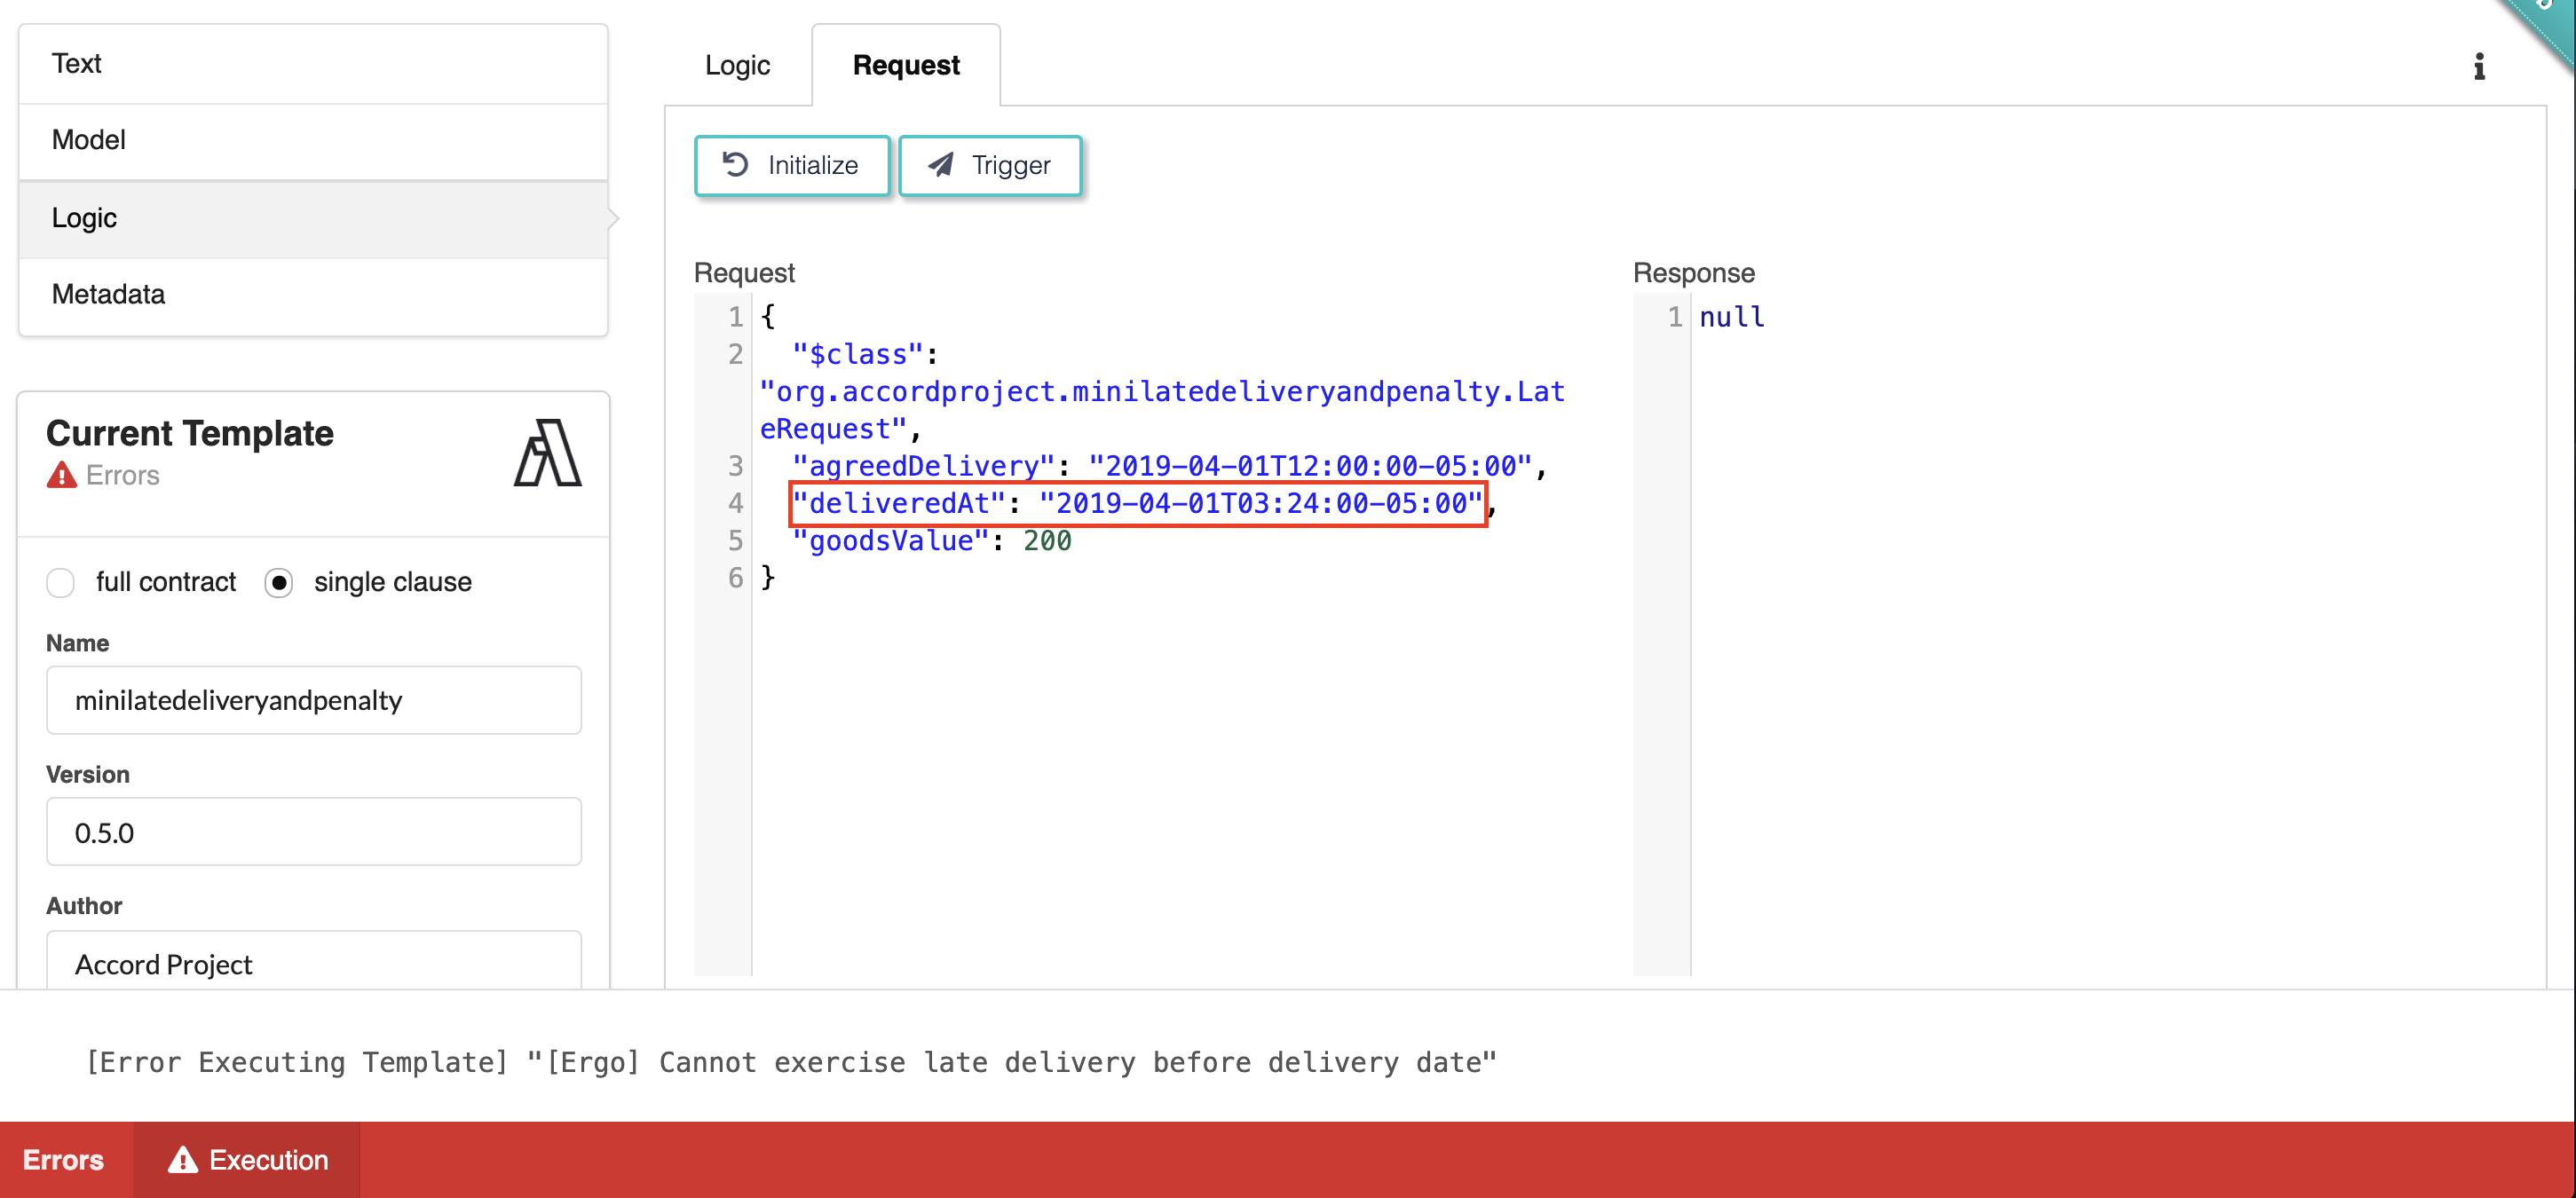 Text
Model
Logic
Metadata
Current Template
Errors
full contract
single clause
Name
minilatedeliveryandpenalty
Version
0.5.0
Author
Accord Project
Logic
Request
Initialize
Trigger
Request
1 {
2 "$class":
"org.accordproject.minilatedeliveryandpenalty.Lat
eRequest",
3 "agreedDelivery": "2019-04-01T12:00:00-05:00",
4 "deliveredAt": "2019-04-01T03:24:00-05:00",
5 "goodsValue": 200
6 }
Response
1 null
[Error Executing Template] "[Ergo] Cannot exercise late delivery before delivery date"
Errors
Execution